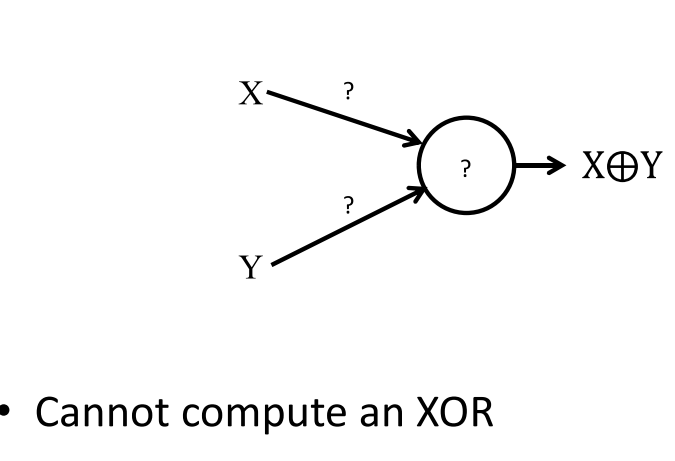 X ?
? X⊕Y
?
Y
• Cannot compute an XOR